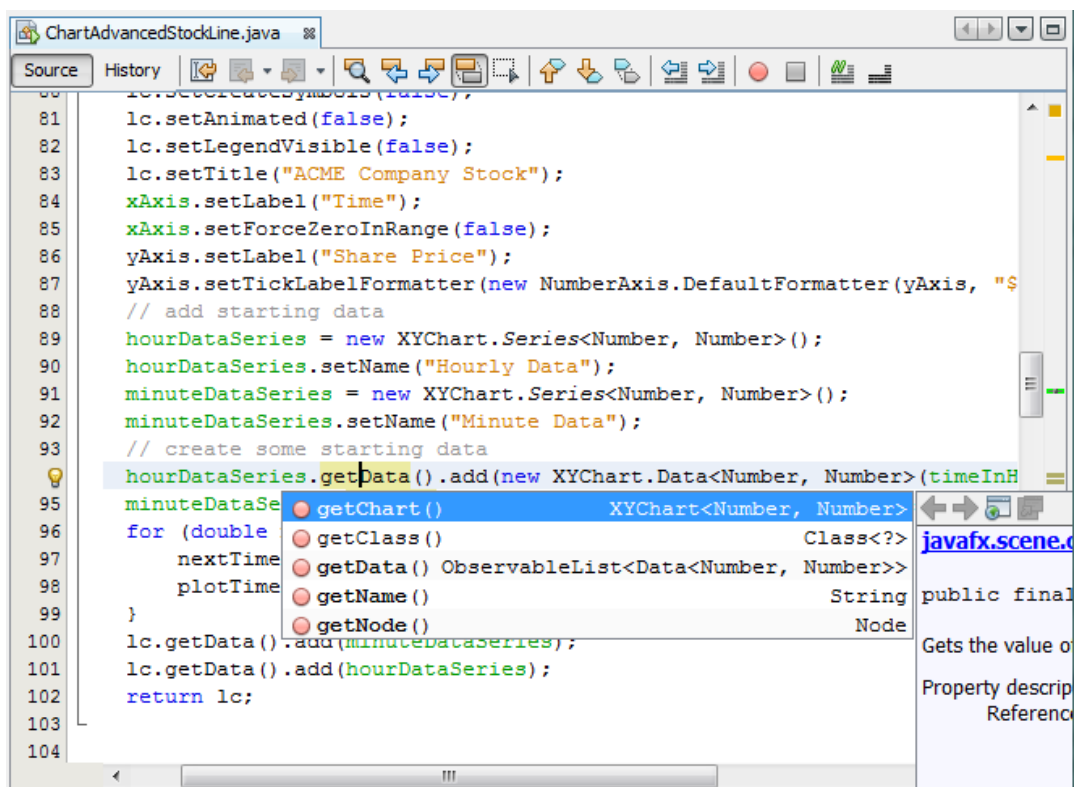 ChartAdvancedStockLine.java
Source History
80 lc.setCreateSymbols(false);
81 lc.setAnimated(false);
82 lc.setLegendVisible(false);
83 lc.setTitle("ACME Company Stock");
84 xAxis.setLabel("Time");
85 xAxis.setForceZeroInRange(false);
86 yAxis.setLabel("Share Price");
87 yAxis.setTickLabelFormatter(new NumberAxis.DefaultFormatter(yAxis, "$
88 // add starting data
89 hourDataSeries = new XYChart.Series<Number, Number>();
90 hourDataSeries.setName("Hourly Data");
91 minuteDataSeries = new XYChart.Series<Number, Number>();
92 minuteDataSeries.setName("Minute Data");
93 // create some starting data
hourDataSeries.getData().add(new XYChart.Data<Number, Number>(timeInH
95 minuteDataSe
96 for (double
97 nextTime
98 plotTime
99 }
100 lc.getData().add(minuteDataSeries);
101 lc.getData().add(hourDataSeries);
102 return lc;
103
104
getChart() XYChart<Number, Number>
getClass() Class<?>
getData() ObservableList<Data<Number, Number>>
getName() String
getNode() Node
javafx.scene.c
public final
Gets the value of
Property descrip
Reference